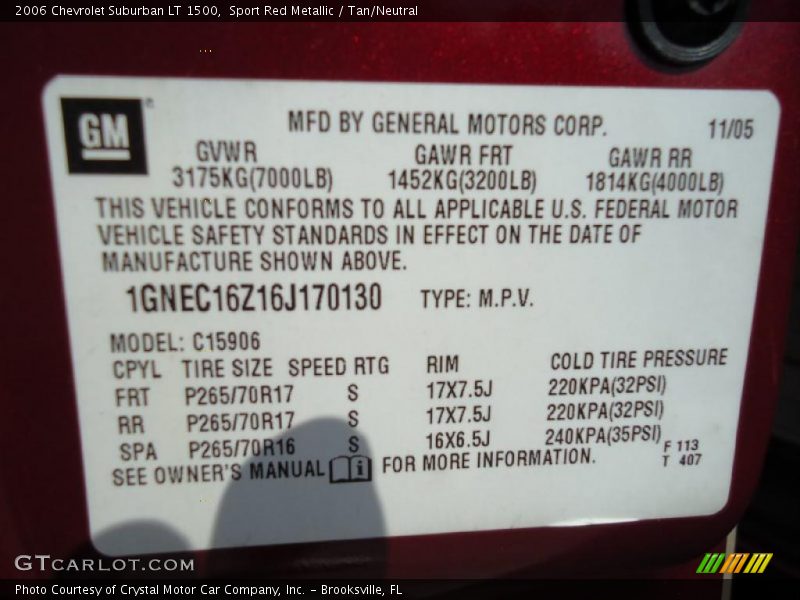 2006 Chevrolet Suburban LT 1500,  Sport Red Metallic / Tan/Neutral
GM
MFD BY GENERAL MOTORS CORP.
11/05
GVWR GAWR FRT GAWR RR
3175KG(7000LB) 1452KG(3200LB) 1814KG(4000LB)
THIS VEHICLE CONFORMS TO ALL APPLICABLE U.S. FEDERAL MOTOR
VEHICLE SAFETY STANDARDS IN EFFECT ON THE DATE OF
MANUFACTURE SHOWN ABOVE.
1GNEC16Z16J170130 TYPE: M.P.V.
MODEL: C15906
CPYL TIRE SIZE SPEED RTG RIM COLD TIRE PRESSURE
FRT P265/70R17 S 17X7.5J 220KPA(32PSI)
RR P265/70R17 S 17X7.5J 220KPA(32PSI)
SPA P265/70R16 S 16X6.5J 240KPA(35PSI)
SEE OWNER'S MANUAL FOR MORE INFORMATION.
F 113
T 407
GTCARLOT.COM
Photo Courtesy of Crystal Motor Car Company, Inc. – Brooksville, FL